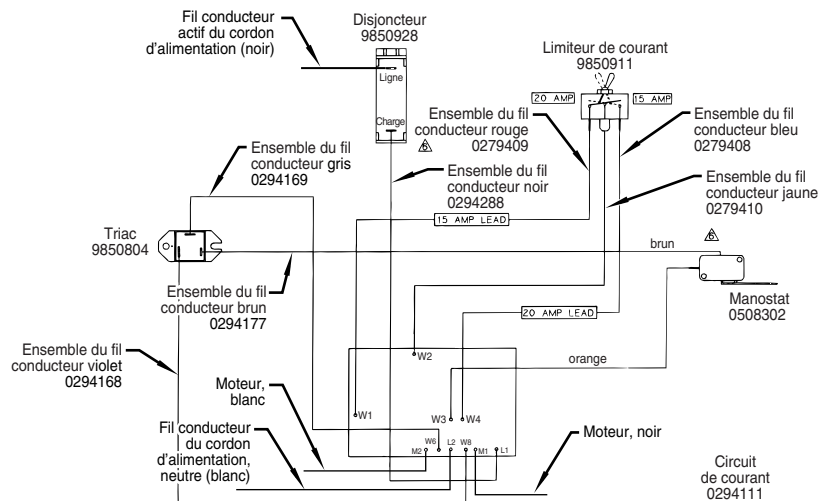 Fil conducteur
actif du cordon
d'alimentation (noir)
Disjoncteur
9850928
Ligne
Charge
6
Limiteur de courant
9850911
20 AMP
15 AMP
Ensemble du fil
conducteur rouge
0279409
Ensemble du fil
conducteur bleu
0279408
Ensemble du fil
conducteur gris
0294169
Ensemble du fil
conducteur noir
0294288
Ensemble du fil
conducteur jaune
0279410
15 AMP LEAD
Triac
9850804
brun
6
Ensemble du fil
conducteur brun
0294177
Manostat
0508302
20 AMP LEAD
Ensemble du fil
conducteur violet
0294168
W2
orange
Moteur,
blanc
W1
W3
W4
Fil conducteur
du cordon
d'alimentation,
neutre (blanc)
M2
W6
L2
W8
M1
L1
Moteur, noir
Circuit
de courant
0294111